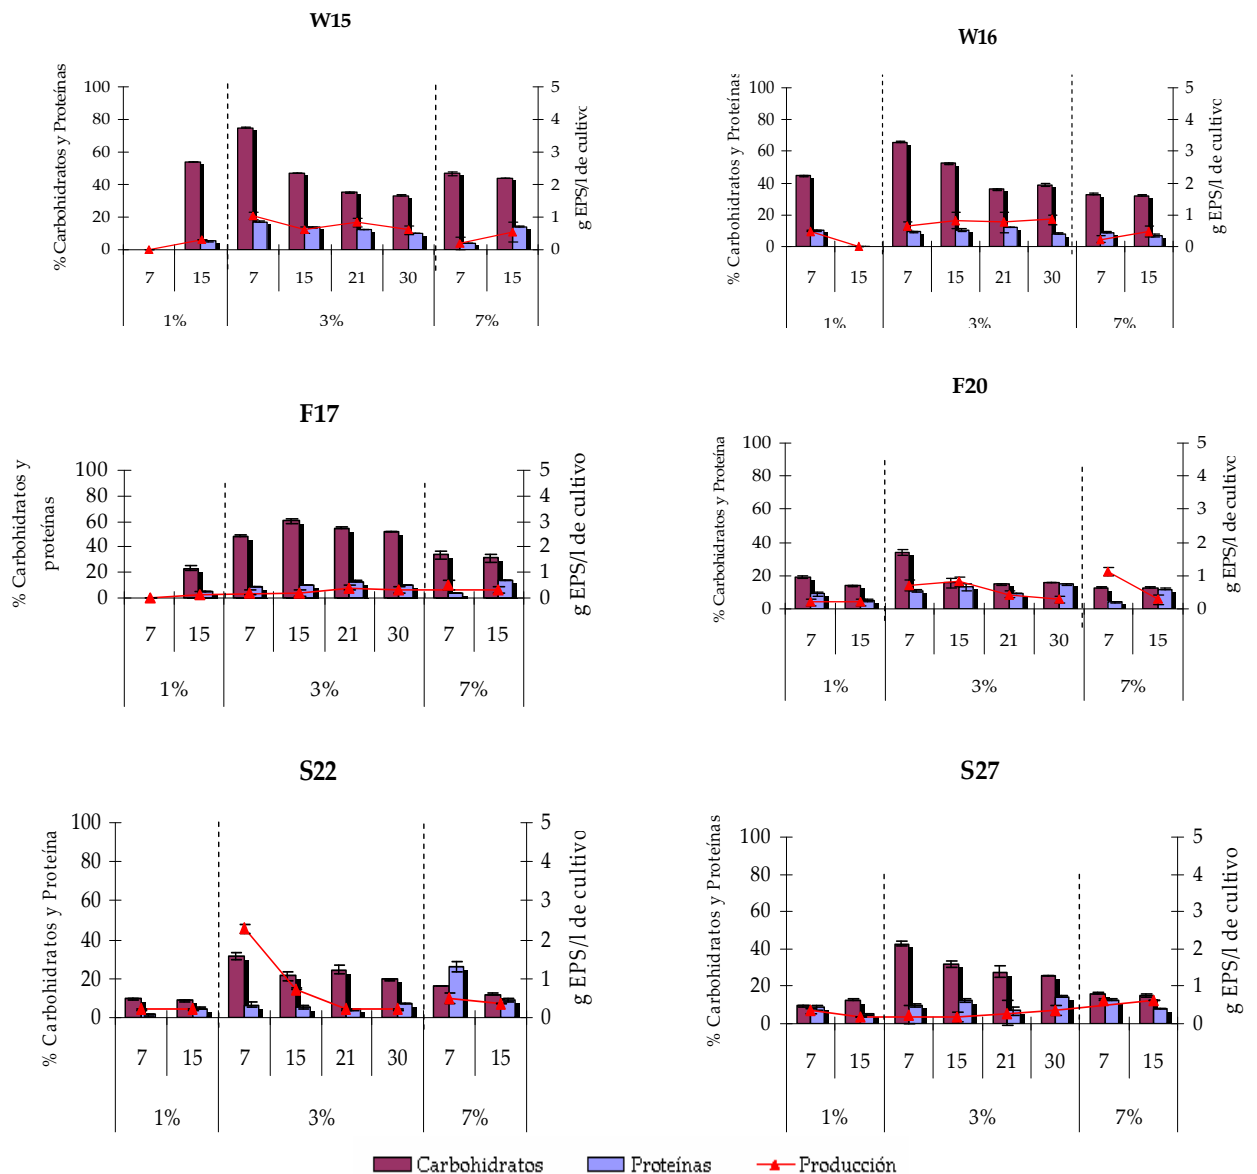 W15
% Carbohidratos y Proteínas
100
80
60
40
20
0
5
4
3
2
1
0
g EPS/l de cultivo
7 15 7 15 21 30 7 15
1% 3% 7%
W16
% Carbohidratos y Proteínas
100
80
60
40
20
0
5
4
3
2
1
0
g EPS/l de cultivo
7 15 7 15 21 30 7 15
1% 3% 7%
F17
% Carbohidratos y
proteínas
100
80
60
40
20
0
5
4
3
2
1
0
g EPS/l de cultivo
7 15 7 15 21 30 7 15
1% 3% 7%
F20
% Carbohidratos y Proteína
100
80
60
40
20
0
5
4
3
2
1
0
g EPS/l de cultivo
7 15 7 15 21 30 7 15
1% 3% 7%
S22
% Carbohidratos y Proteína
100
80
60
40
20
0
5
4
3
2
1
0
g EPS/l de cultivo
7 15 7 15 21 30 7 15
1% 3% 7%
S27
% Carbohidratos y Proteínas
100
80
60
40
20
0
5
4
3
2
1
0
g EPS/l de cultivo
7 15 7 15 21 30 7 15
1% 3% 7%
Carbohidratos Proteínas Producción